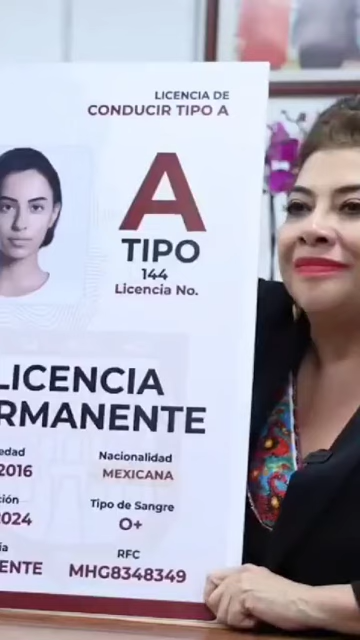 LICENCIA DE
CONDUCIR TIPO A
A
TIPO
144
Licencia No.
LICENCIA
RMANENTE
edad
2016
Nacionalidad
MEXICANA
ción
2024
Tipo de Sangre
O+
ia
ENTE
RFC
MHG8348349